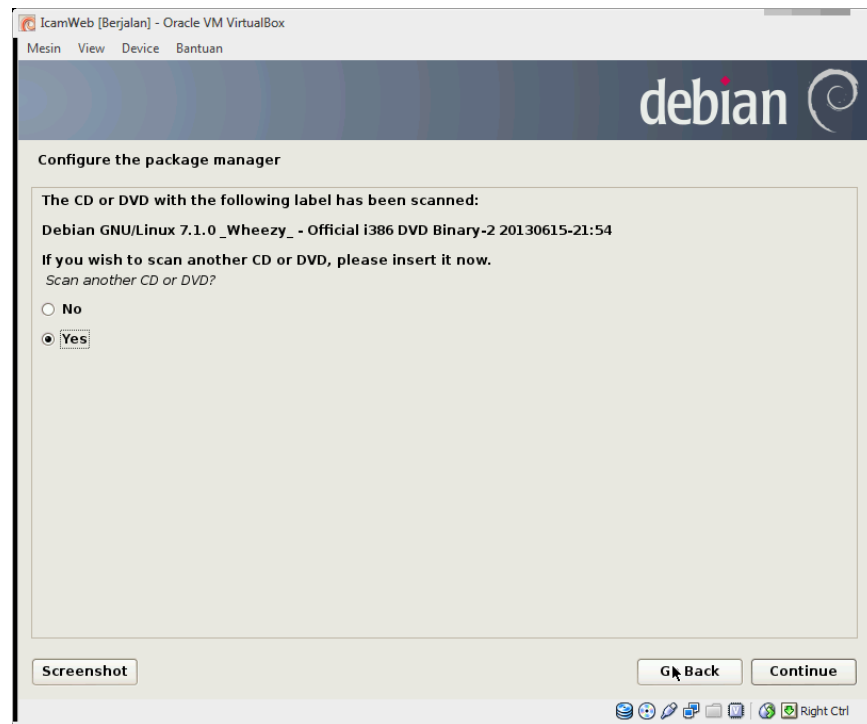 IcamWeb [Berjalan] - Oracle VM VirtualBox
Mesin View Device Bantuan
debian
Configure the package manager
The CD or DVD with the following label has been scanned:
Debian GNU/Linux 7.1.0 _Wheezy_ - Official i386 DVD Binary-2 20130615-21:54
If you wish to scan another CD or DVD, please insert it now.
Scan another CD or DVD?
No
Yes
Screenshot
Go Back
Continue
Right Ctrl